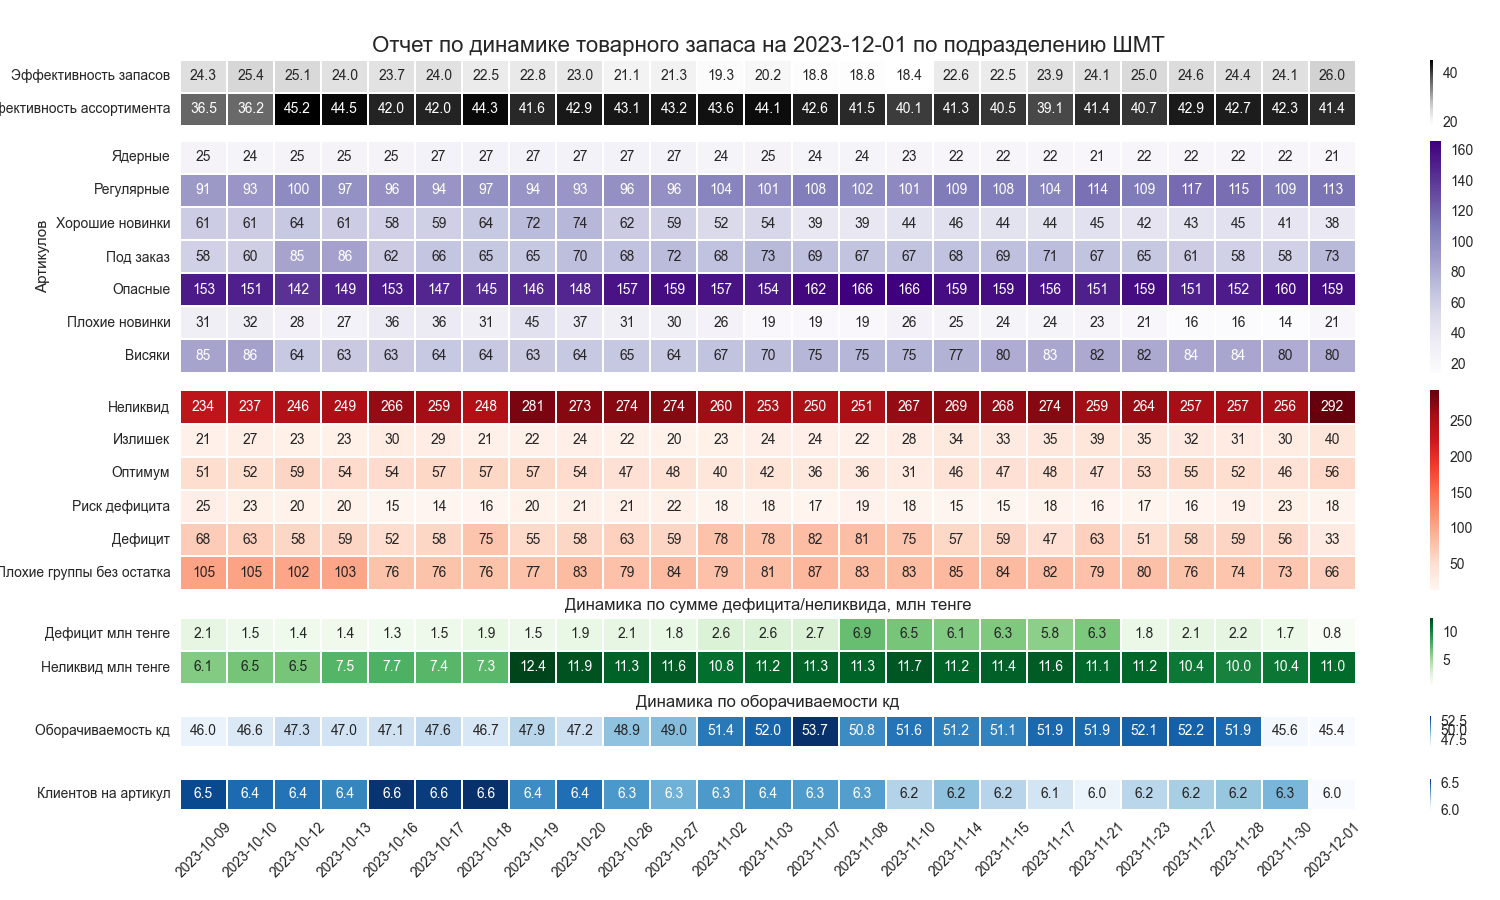 Отчет по динамике товарного запаса на 2023-12-01 по подразделению ШМТ
Эффективность запасов 24.3 25.4 25.1 24.0 23.7 24.0 22.5 22.8 23.0 21.1 21.3 19.3 20.2 18.8 18.8 18.4 22.6 22.5 23.9 24.1 25.0 24.6 24.4 24.1 26.0 40
фективность ассортимента 36.5 36.2 45.2 44.5 42.0 42.0 44.3 41.6 42.9 43.1 43.2 43.6 44.1 42.6 41.5 40.1 41.3 40.5 39.1 41.4 40.7 42.9 42.7 42.3 41.4 20
Артикулов
Ядерные 25 24 25 25 25 27 27 27 27 27 27 24 25 24 24 23 22 22 22 21 22 22 22 22 21 160
Регулярные 91 93 100 97 96 94 97 94 93 96 96 104 101 108 102 101 109 108 104 114 109 117 115 109 113 140
Хорошие новинки 61 61 64 61 58 59 64 72 74 62 59 52 54 39 39 44 46 44 44 45 42 43 45 41 38 120
Под заказ 58 60 85 86 62 66 65 65 70 68 72 68 73 69 67 67 68 69 71 67 65 61 58 58 73 100
Опасные 153 151 142 149 153 147 145 146 148 157 159 157 154 162 166 166 159 159 156 151 159 151 152 160 159 80
60
Плохие новинки 31 32 28 27 36 36 31 45 37 31 30 26 19 19 19 26 25 24 24 23 21 16 16 14 21 40
Висяки 85 86 64 63 63 64 64 63 64 65 64 67 70 75 75 75 77 80 83 82 82 84 84 80 80 20
Неликвид 234 237 246 249 266 259 248 281 273 274 274 260 253 250 251 267 269 268 274 259 264 257 257 256 292 250
Излишек 21 27 23 23 30 29 21 22 24 22 20 23 24 24 22 28 34 33 35 39 35 32 31 30 40 200
Оптимум 51 52 59 54 54 57 57 57 54 47 48 40 42 36 36 31 46 47 48 47 53 55 52 46 56 150
Риск дефицита 25 23 20 20 15 14 16 20 21 21 22 18 18 17 19 18 15 15 18 16 17 16 19 23 18 100
Дефицит 68 63 58 59 52 58 75 55 58 63 59 78 78 82 81 75 57 59 47 63 51 58 59 56 33
Плохие группы без остатка 105 105 102 103 76 76 76 77 83 79 84 79 81 87 83 83 85 84 82 79 80 76 74 73 66 50
Динамика по сумме дефицита/неликвида, млн тенге
Дефицит млн тенге 2.1 1.5 1.4 1.4 1.3 1.5 1.9 1.5 1.9 2.1 1.8 2.6 2.6 2.7 6.9 6.5 6.1 6.3 5.8 6.3 1.8 2.1 2.2 1.7 0.8 10
Неликвид млн тенге 6.1 6.5 6.5 7.5 7.7 7.4 7.3 12.4 11.9 11.3 11.6 10.8 11.2 11.3 11.3 11.7 11.2 11.4 11.6 11.1 11.2 10.4 10.0 10.4 11.0 5
Динамика по оборачиваемости кд
52.5
Оборачиваемость кд 46.0 46.6 47.3 47.0 47.1 47.6 46.7 47.9 47.2 48.9 49.0 51.4 52.0 53.7 50.8 51.6 51.2 51.1 51.9 51.9 52.1 52.2 51.9 45.6 45.4 50.0
47.5
Клиентов на артикул 6.5 6.4 6.4 6.4 6.6 6.6 6.6 6.4 6.4 6.3 6.3 6.3 6.4 6.3 6.3 6.2 6.2 6.2 6.1 6.0 6.2 6.2 6.2 6.3 6.0 6.5
6.0
2023-10-09 2023-10-10 2023-10-12 2023-10-13 2023-10-16 2023-10-17 2023-10-18 2023-10-19 2023-10-20 2023-10-26 2023-10-27 2023-11-02 2023-11-03 2023-11-07 2023-11-08 2023-11-10 2023-11-14 2023-11-15 2023-11-17 2023-11-21 2023-11-23 2023-11-27 2023-11-28 2023-11-30 2023-12-01